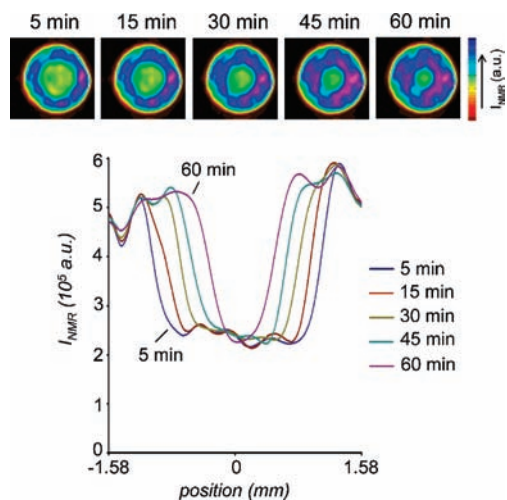 5 min 15 min 30 min 45 min 60 min
I_NMR (a.u.)
6
5
4
3
2
1
0
I_NMR (10⁵ a.u.)
60 min
5 min
5 min
15 min
30 min
45 min
60 min
-1.58 0 1.58
position (mm)